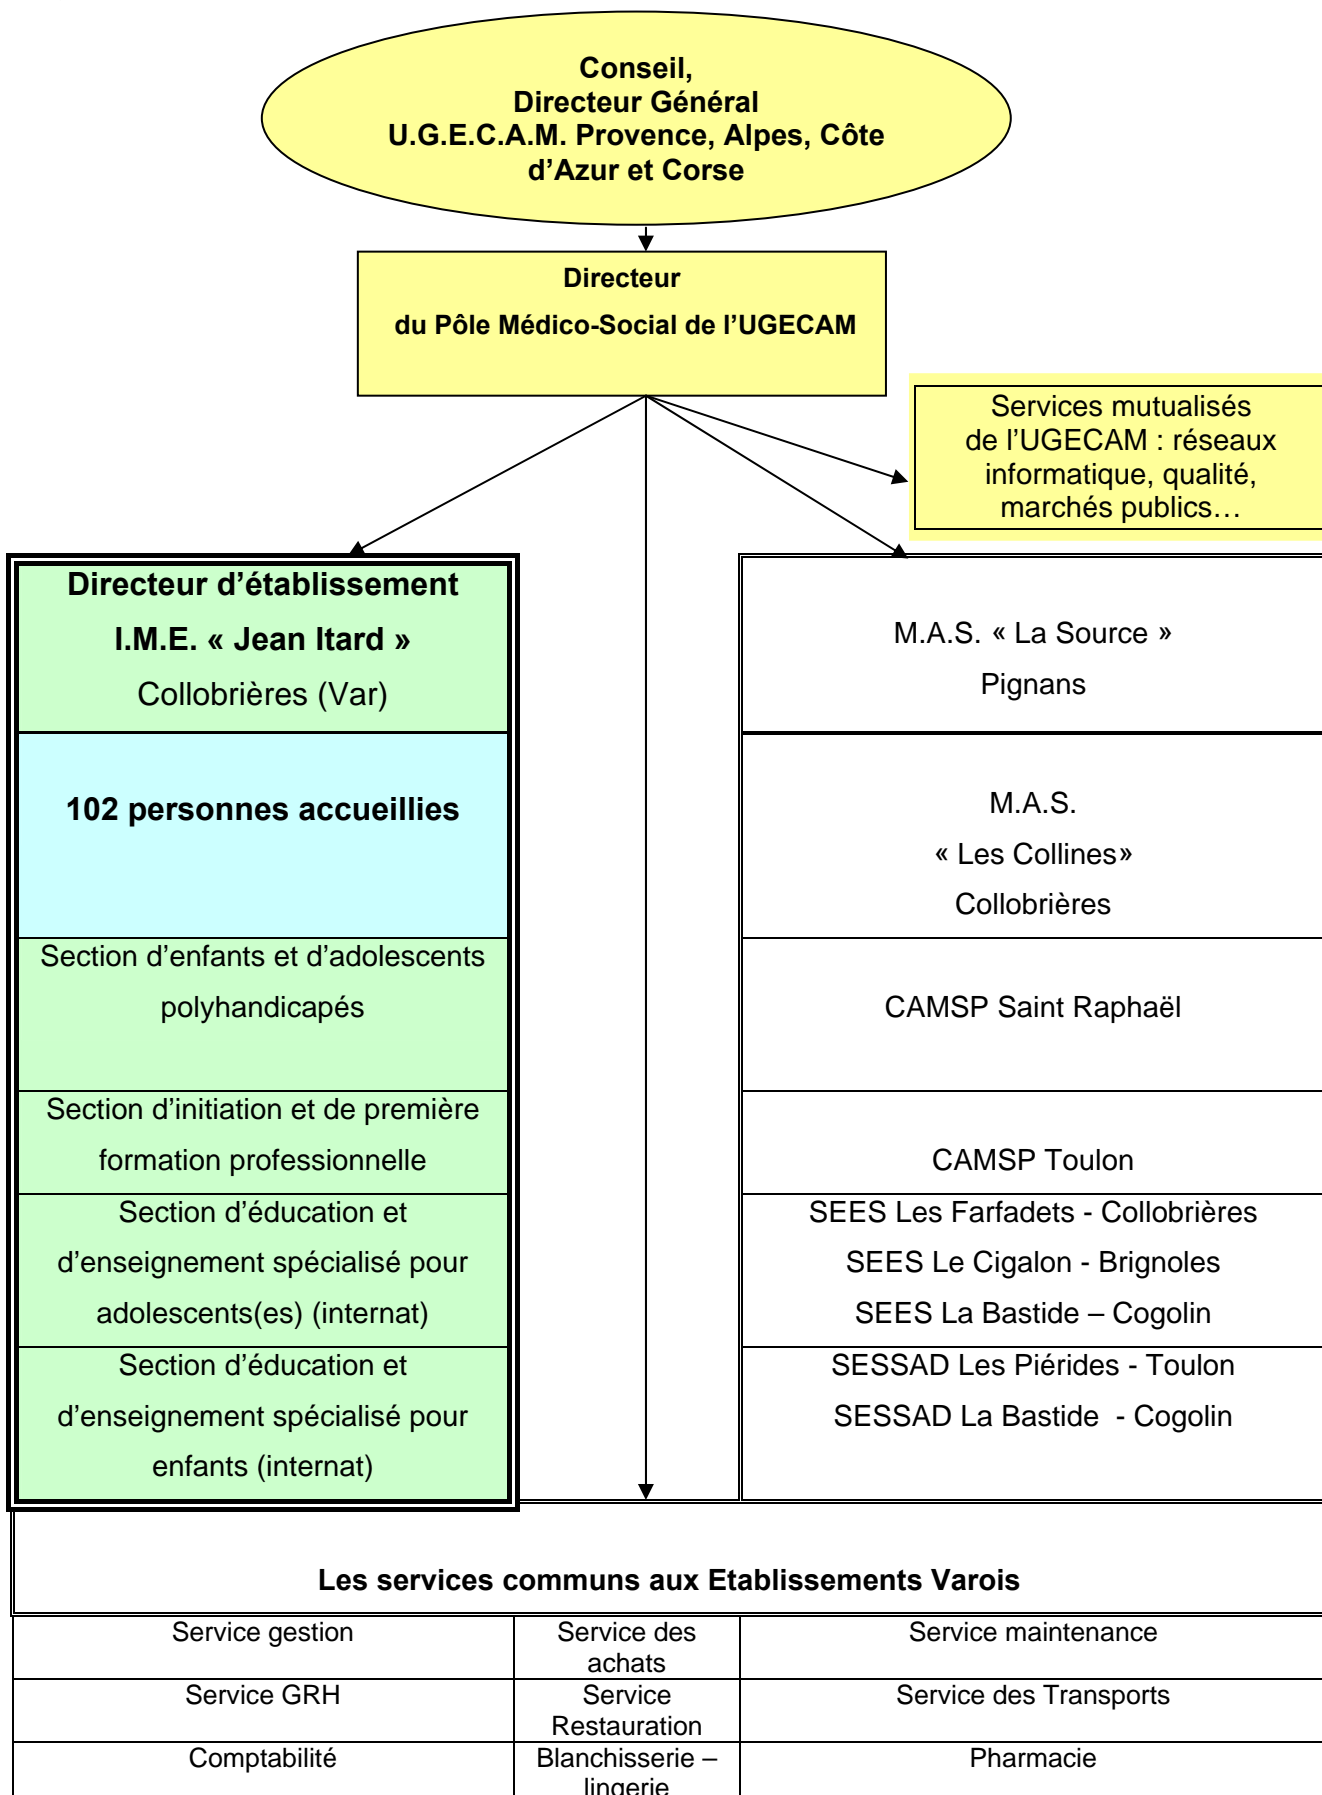 Conseil,
Directeur Général
U.G.E.C.A.M. Provence, Alpes, Côte
d’Azur et Corse
Directeur
du Pôle Médico-Social de l’UGECAM
Services mutualisés
de l’UGECAM : réseaux
informatique, qualité,
marchés publics…
Directeur d’établissement
I.M.E. « Jean Itard »
Collobrières (Var)
102 personnes accueillies
Section d’enfants et d’adolescents
polyhandicapés
Section d’initiation et de première
formation professionnelle
Section d’éducation et
d’enseignement spécialisé pour
adolescents(es) (internat)
Section d’éducation et
d’enseignement spécialisé pour
enfants (internat)
M.A.S. « La Source »
Pignans
M.A.S.
« Les Collines»
Collobrières
CAMSP Saint Raphaël
CAMSP Toulon
SEES Les Farfadets - Collobrières
SEES Le Cigalon - Brignoles
SEES La Bastide – Cogolin
SESSAD Les Piérides - Toulon
SESSAD La Bastide  - Cogolin
Les services communs aux Etablissements Varois
Service gestion
Service des
achats
Service maintenance
Service GRH
Service
Restauration
Service des Transports
Comptabilité
Blanchisserie –
lingerie
Pharmacie